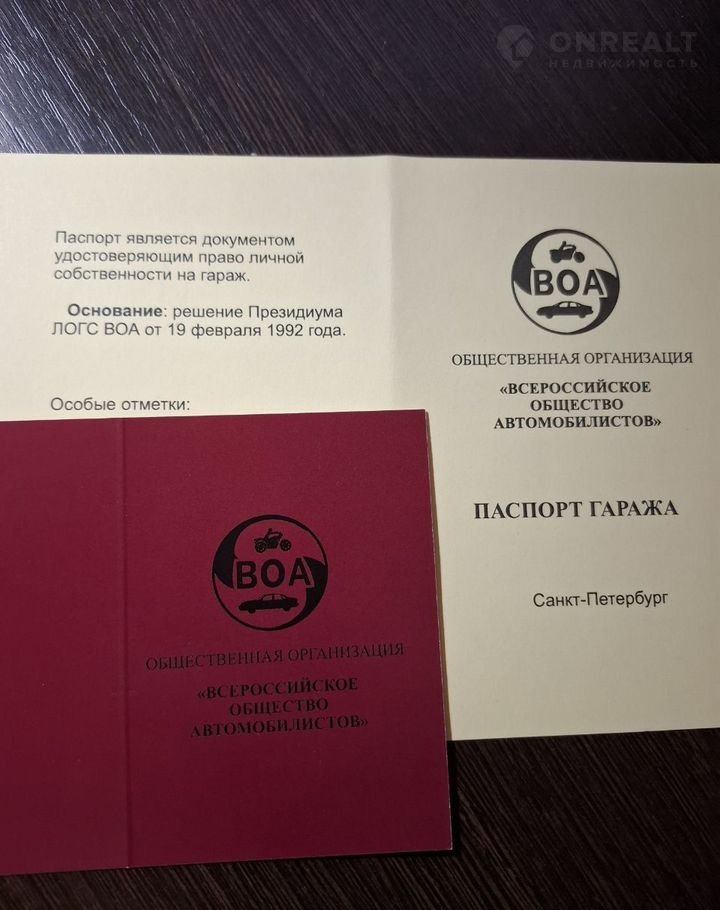 ONREALT
НЕДВИЖИМОСТЬ
Паспорт является документом
удостоверяющим право личной
собственности на гараж.
Основание: решение Президиума
ЛОГС ВОА от 19 февраля 1992 года.
Особые отметки:
ВОА
ОБЩЕСТВЕННАЯ ОРГАНИЗАЦИЯ
«ВСЕРОССИЙСКОЕ
ОБЩЕСТВО
АВТОМОБИЛИСТОВ»
ПАСПОРТ ГАРАЖА
Санкт-Петербург
ВОА
ОБЩЕСТВЕННАЯ ОРГАНИЗАЦИЯ
«ВСЕРОССИЙСКОЕ
ОБЩЕСТВО
АВТОМОБИЛИСТОВ»